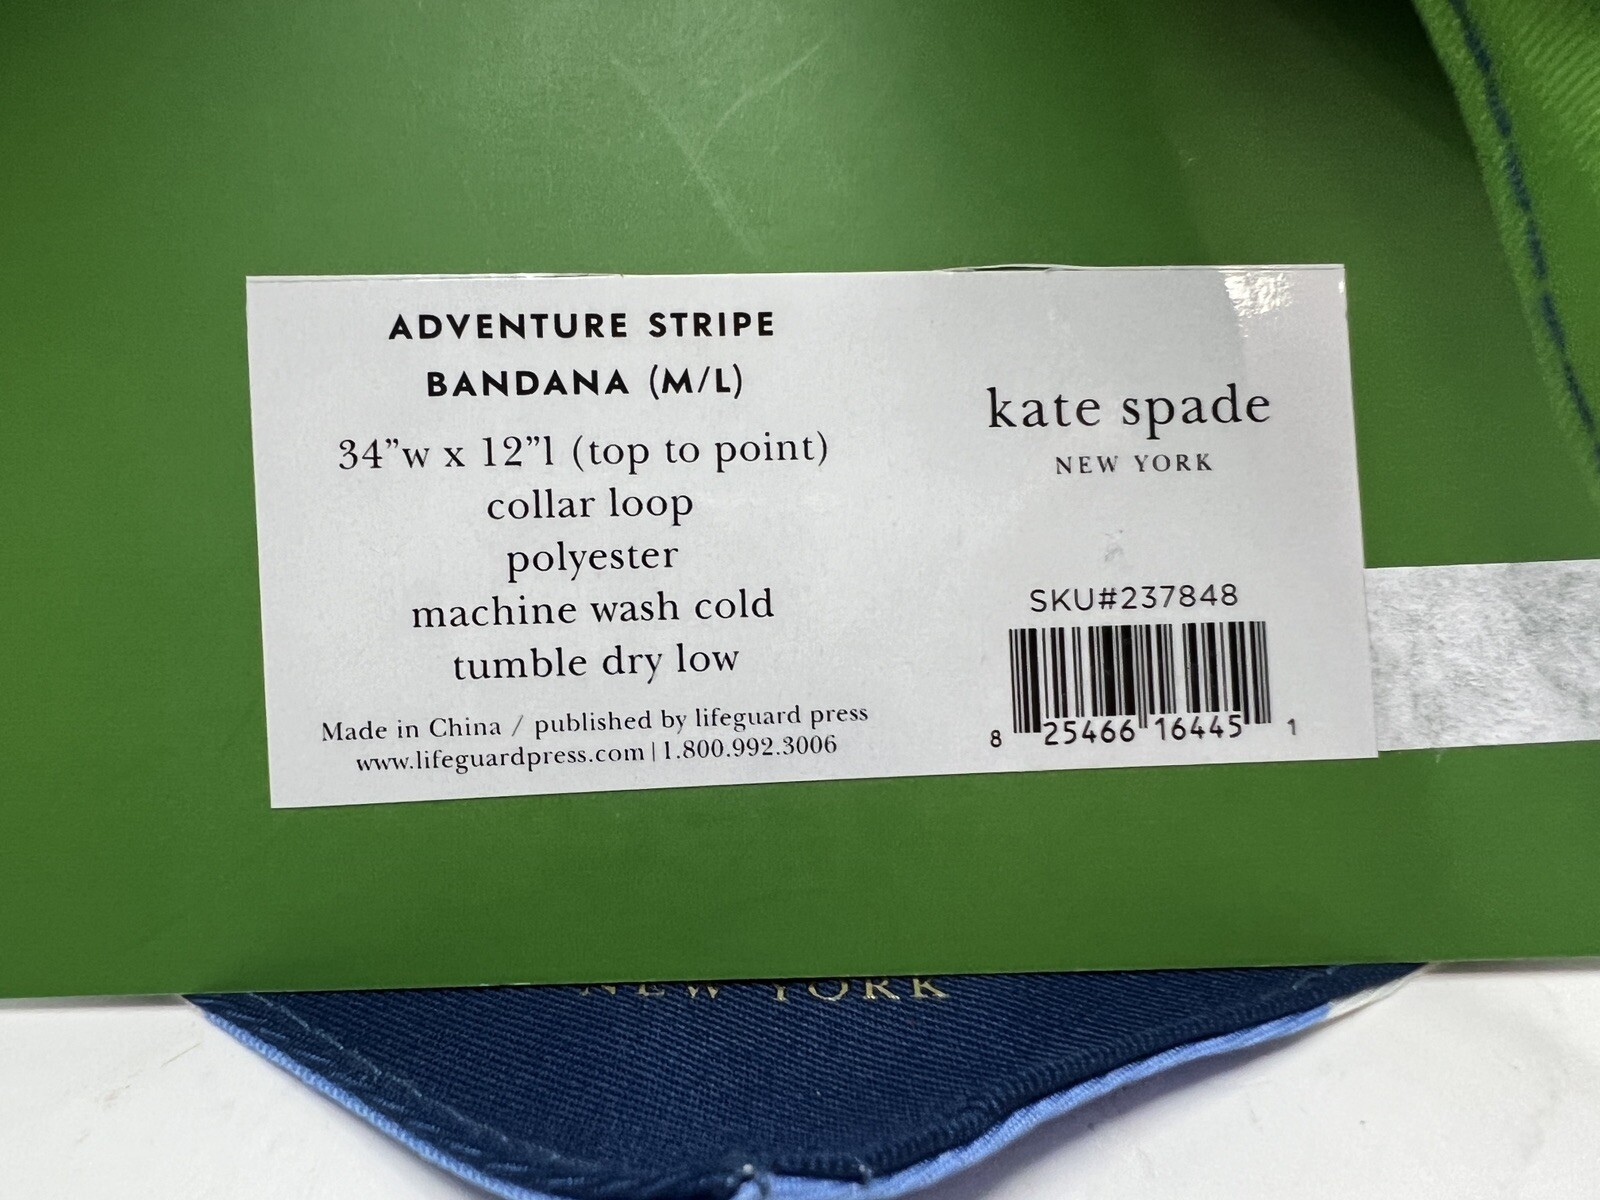 ADVENTURE STRIPE
BANDANA (M/L)
34”w x 12”l (top to point)
collar loop
polyester
machine wash cold
tumble dry low
Made in China / published by lifeguard press
www.lifeguardpress.com | 1.800.992.3006
kate spade
NEW YORK
SKU#237848
8 25466 16445 1
NEW YORK